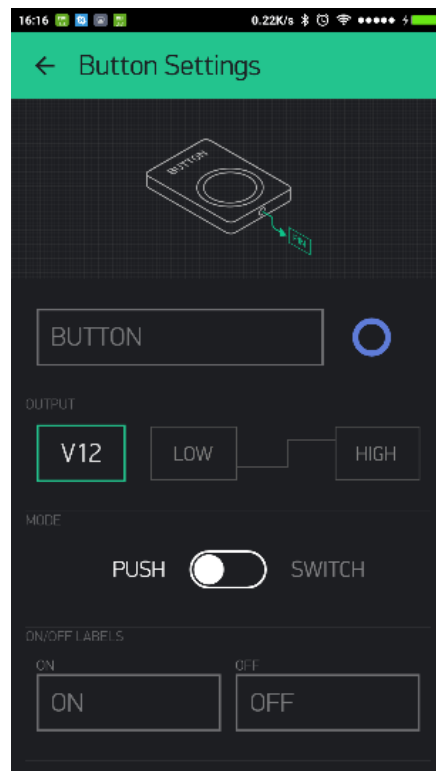 16:16 0.22K/s
Button Settings
BUTTON
PIN
BUTTON
OUTPUT
V12 LOW HIGH
MODE
PUSH SWITCH
ON/OFF LABELS
ON OFF
ON OFF